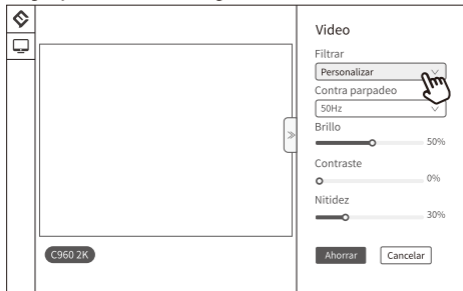 Video
Filtrar
Personalizar
Contra parpadeo
50Hz
Brillo
50%
Contraste
0%
Nitidez
30%
Ahorrar Cancelar
C960 2K